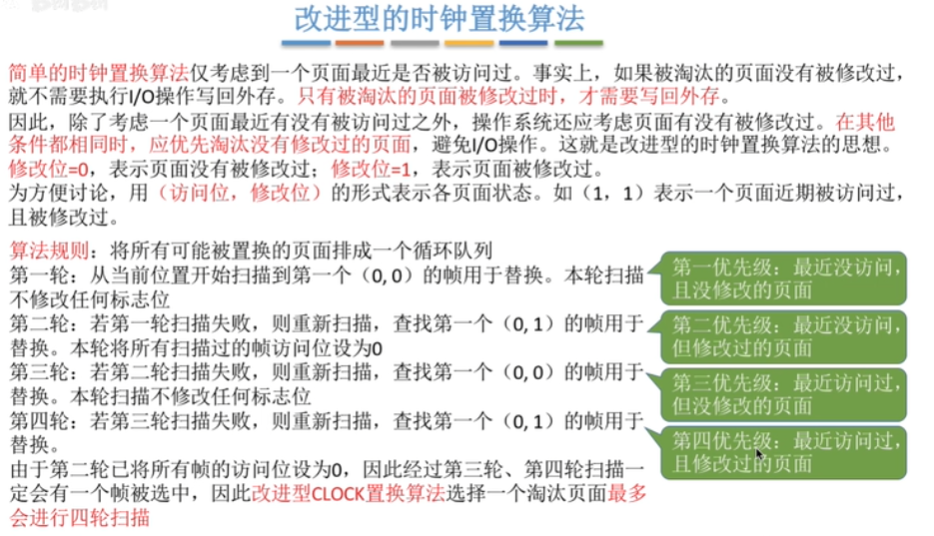 改进型的时钟置换算法
简单的时钟置换算法仅考虑到一个页面最近是否被访问过。事实上，如果被淘汰的页面没有被修改过，
就不需要执行I/O操作写回外存。只有被淘汰的页面被修改过时，才需要写回外存。
因此，除了考虑一个页面最近有没有被访问过之外，操作系统还应考虑页面有没有被修改过。在其他
条件都相同时，应优先淘汰没有修改过的页面，避免I/O操作。这就是改进型的时钟置换算法的思想。
修改位=0，表示页面没有被修改过；修改位=1，表示页面被修改过。
为方便讨论，用（访问位，修改位）的形式表示各页面状态。如（1，1）表示一个页面近期被访问过，
且被修改过。
算法规则：将所有可能被置换的页面排成一个循环队列
第一轮：从当前位置开始扫描到第一个（0, 0）的帧用于替换。本轮扫描
不修改任何标志位
第二轮：若第一轮扫描失败，则重新扫描，查找第一个（0, 1）的帧用于
替换。本轮将所有扫描过的帧访问位设为0
第三轮：若第二轮扫描失败，则重新扫描，查找第一个（0, 0）的帧用于
替换。本轮扫描不修改任何标志位
第四轮：若第三轮扫描失败，则重新扫描，查找第一个（0, 1）的帧用于
替换。
由于第二轮已将所有帧的访问位设为0，因此经过第三轮、第四轮扫描一
定会有一个帧被选中，因此改进型CLOCK置换算法选择一个淘汰页面最多
会进行四轮扫描
第一优先级：最近没访问，
且没修改的页面
第二优先级：最近没访问，
但修改过的页面
第三优先级：最近访问过，
但没修改的页面
第四优先级：最近访问过，
且修改过的页面